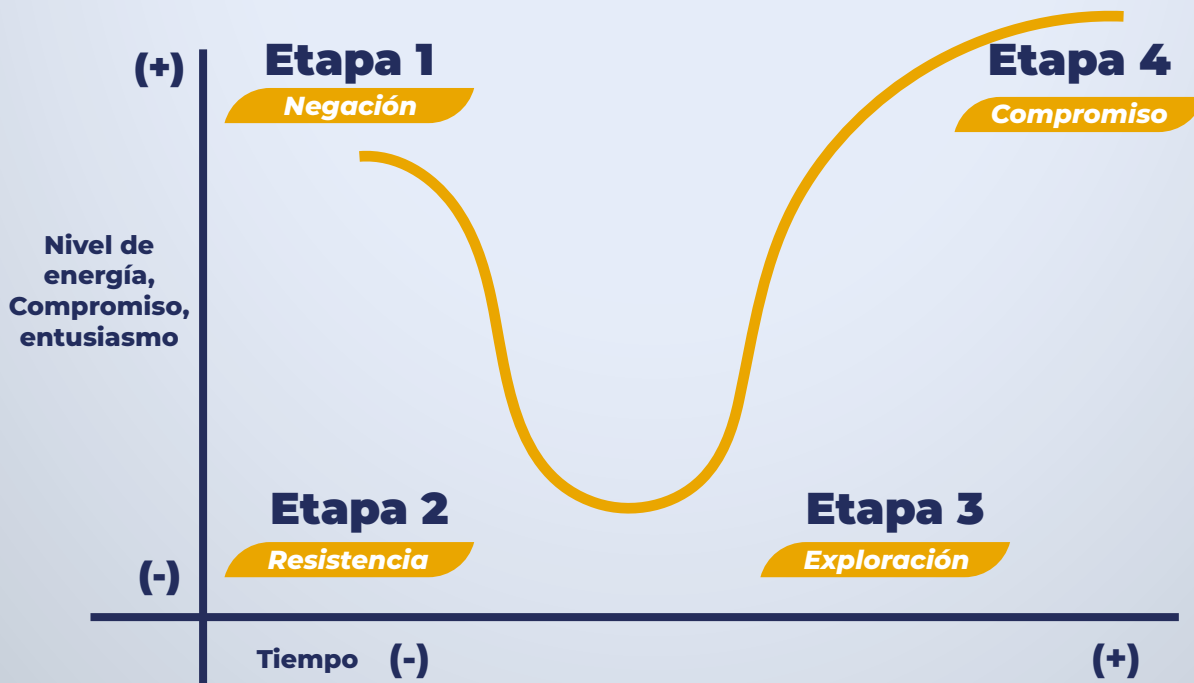 (+)
Etapa 1
Negación
Etapa 4
Compromiso
Nivel de
energía,
Compromiso,
entusiasmo
Etapa 2
Resistencia
Etapa 3
Exploración
(-)
Tiempo (-)
(+)